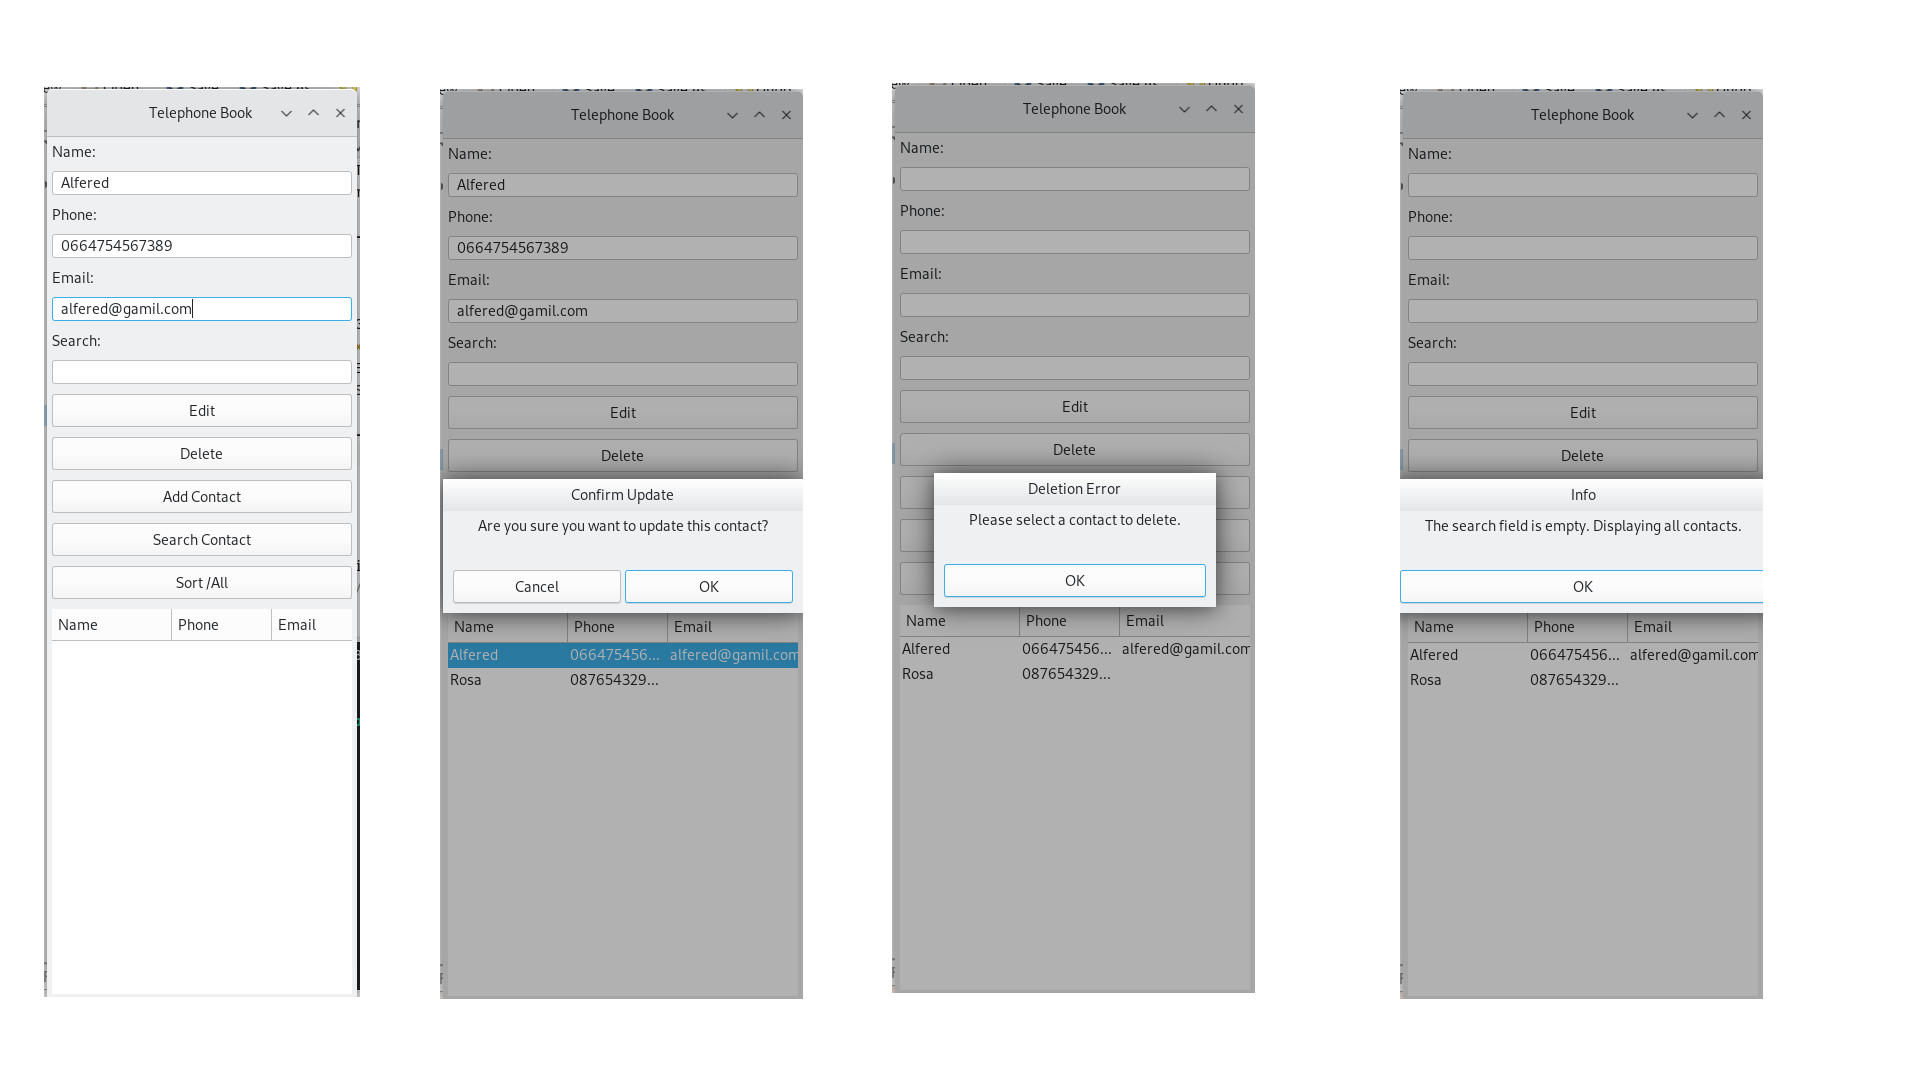 Telephone Book
Name:
Alfered
Phone:
0664754567389
Email:
alfered@gamil.com
Search:
Edit
Delete
Add Contact
Search Contact
Sort /All
Name Phone Email
Telephone Book
Name:
Alfered
Phone:
0664754567389
Email:
alfered@gamil.com
Search:
Edit
Delete
Confirm Update
Are you sure you want to update this contact?
Cancel OK
Name Phone Email
Alfered 066475456... alfered@gamil.com
Rosa 087654329...
Telephone Book
Name:
Phone:
Email:
Search:
Edit
Delete
Deletion Error
Please select a contact to delete.
OK
Name Phone Email
Alfered 066475456... alfered@gamil.com
Rosa 087654329...
Telephone Book
Name:
Phone:
Email:
Search:
Edit
Delete
Info
The search field is empty. Displaying all contacts.
OK
Name Phone Email
Alfered 066475456... alfered@gamil.com
Rosa 087654329...